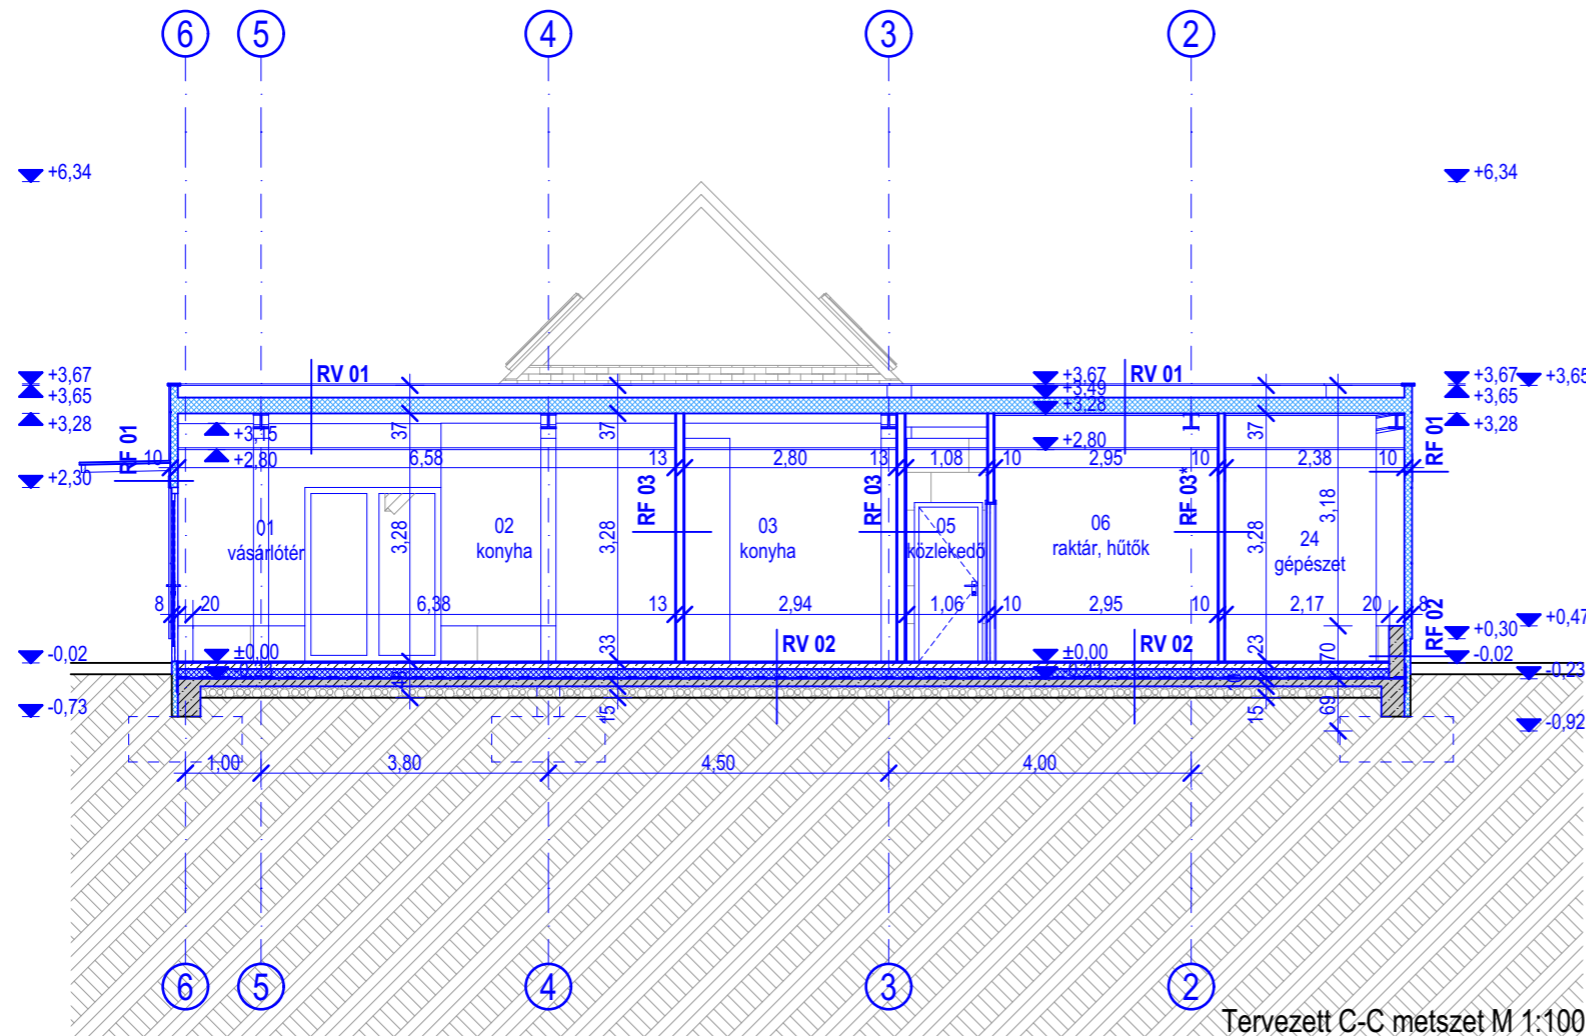 6 5 4 3 2
+6,34 +6,34
+3,67 RV 01 +3,67 RV 01 +3,67 +3,65
+3,65 +3,49 +3,65
+3,28 +3,28 +3,28
RF 01 +3,15 37 37 +2,80 37 RF 01
10 +2,80 6,58 13 2,80 13 1,08 10 2,95 10 2,38 10
+2,30
RF 03 RF 03 RF 03* 3,18
01 02 03 05 06 24
vásárlótér konyha konyha közlekedő raktár, hűtők gépészet
3,28 3,28 3,28
8 20 6,38 13 2,94 1,06 10 2,95 10 2,17 20 8
RF 02 +0,47
+0,30
-0,02 ±0,00 33 RV 02 ±0,00 RV 02 23 70 -0,02
-0,23
-0,73 15 15 69 -0,92
1,00 3,80 4,50 4,00
6 5 4 3 2
Tervezett C-C metszet M 1:100